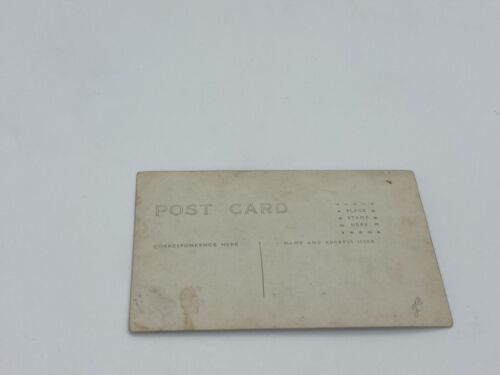 POST CARD
PLACE
STAMP
HERE
CORRESPONDENCE HERE
NAME AND ADDRESS HERE